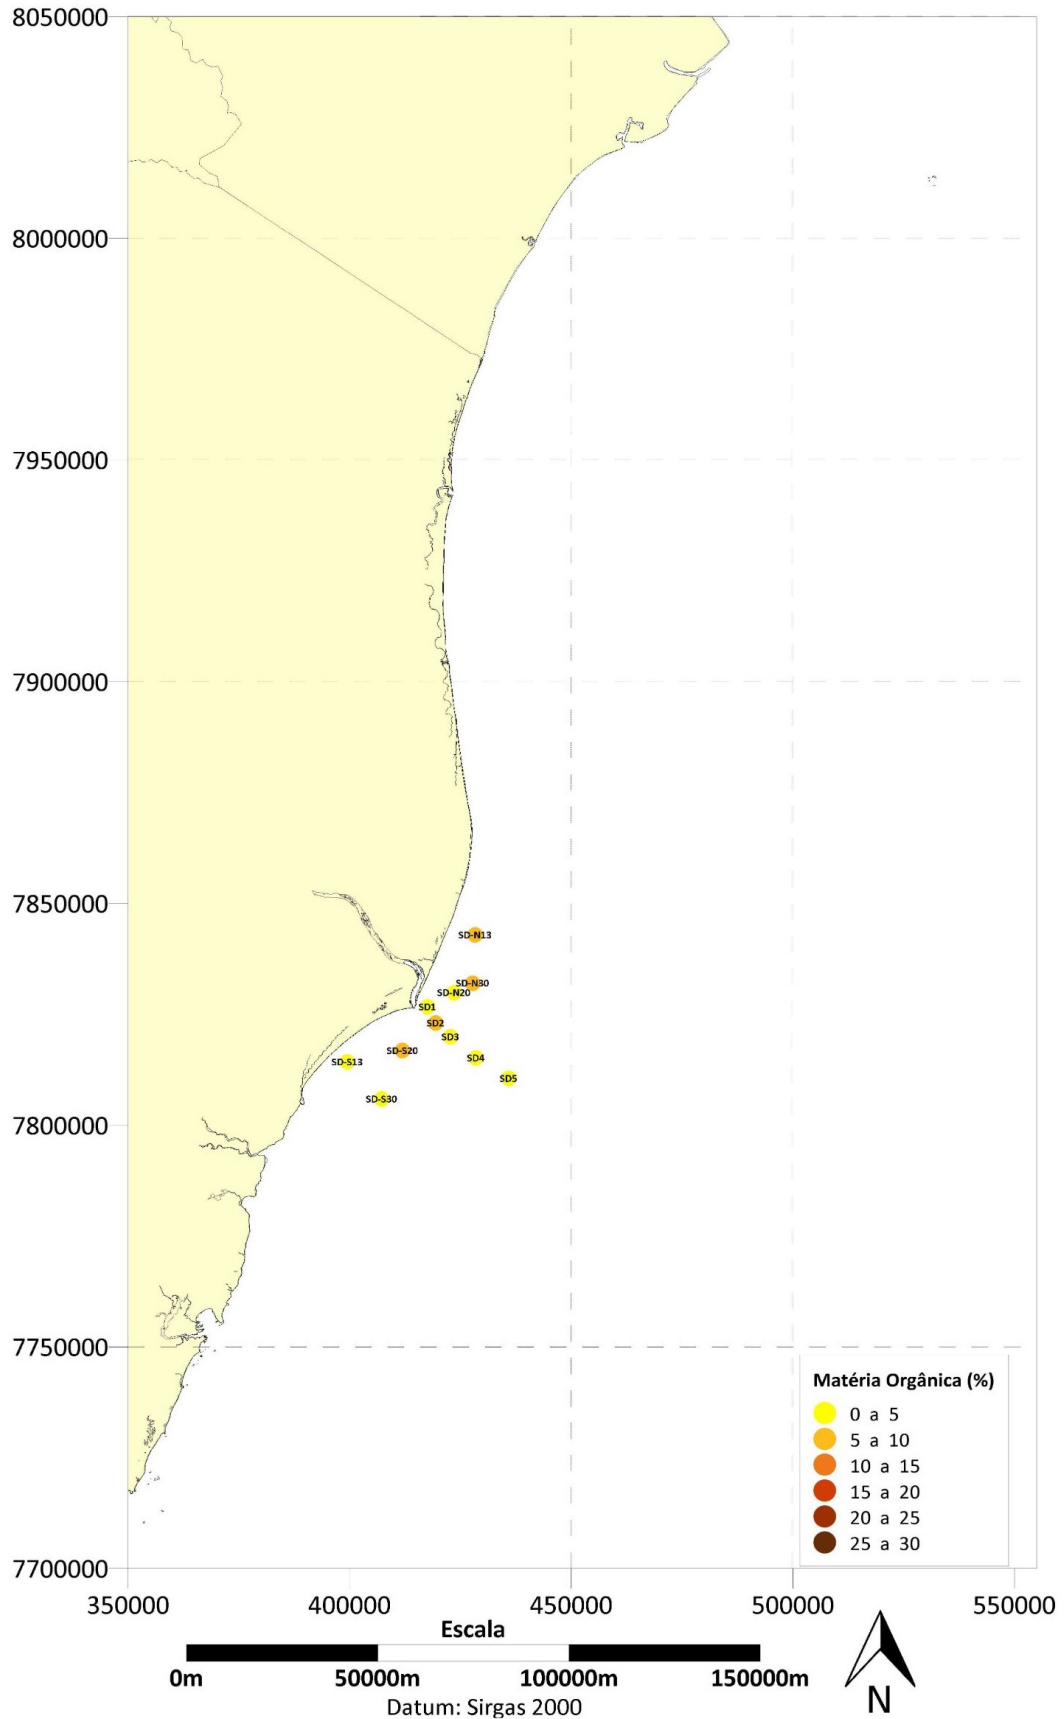 8050000
8000000
7950000
7900000
7850000
SD-N13
SD-N30
SD-N20
SD1
SD2
SD3
SD-S20
SD4
SD-S13
SD5
SD-S30
7800000
7750000
Matéria Orgânica (%)
0 a 5
5 a 10
10 a 15
15 a 20
20 a 25
25 a 30
7700000
350000 400000 450000 500000 550000
Escala
0m 50000m 100000m 150000m
Datum: Sirgas 2000
N